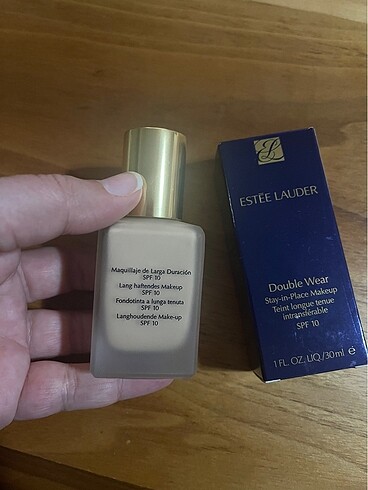 Maquillaje de Larga Duración
SPF 10
Lang haftendes Makeup
SPF 10
Fondotinta a lunga tenuta
SPF 10
Langhoudende Make-up
SPF 10
ESTĒE LAUDER
Double Wear
Stay-in-Place Makeup
Teint longue tenue
intransférable
SPF 10
1 FL. OZ. LIQ./30 ml e